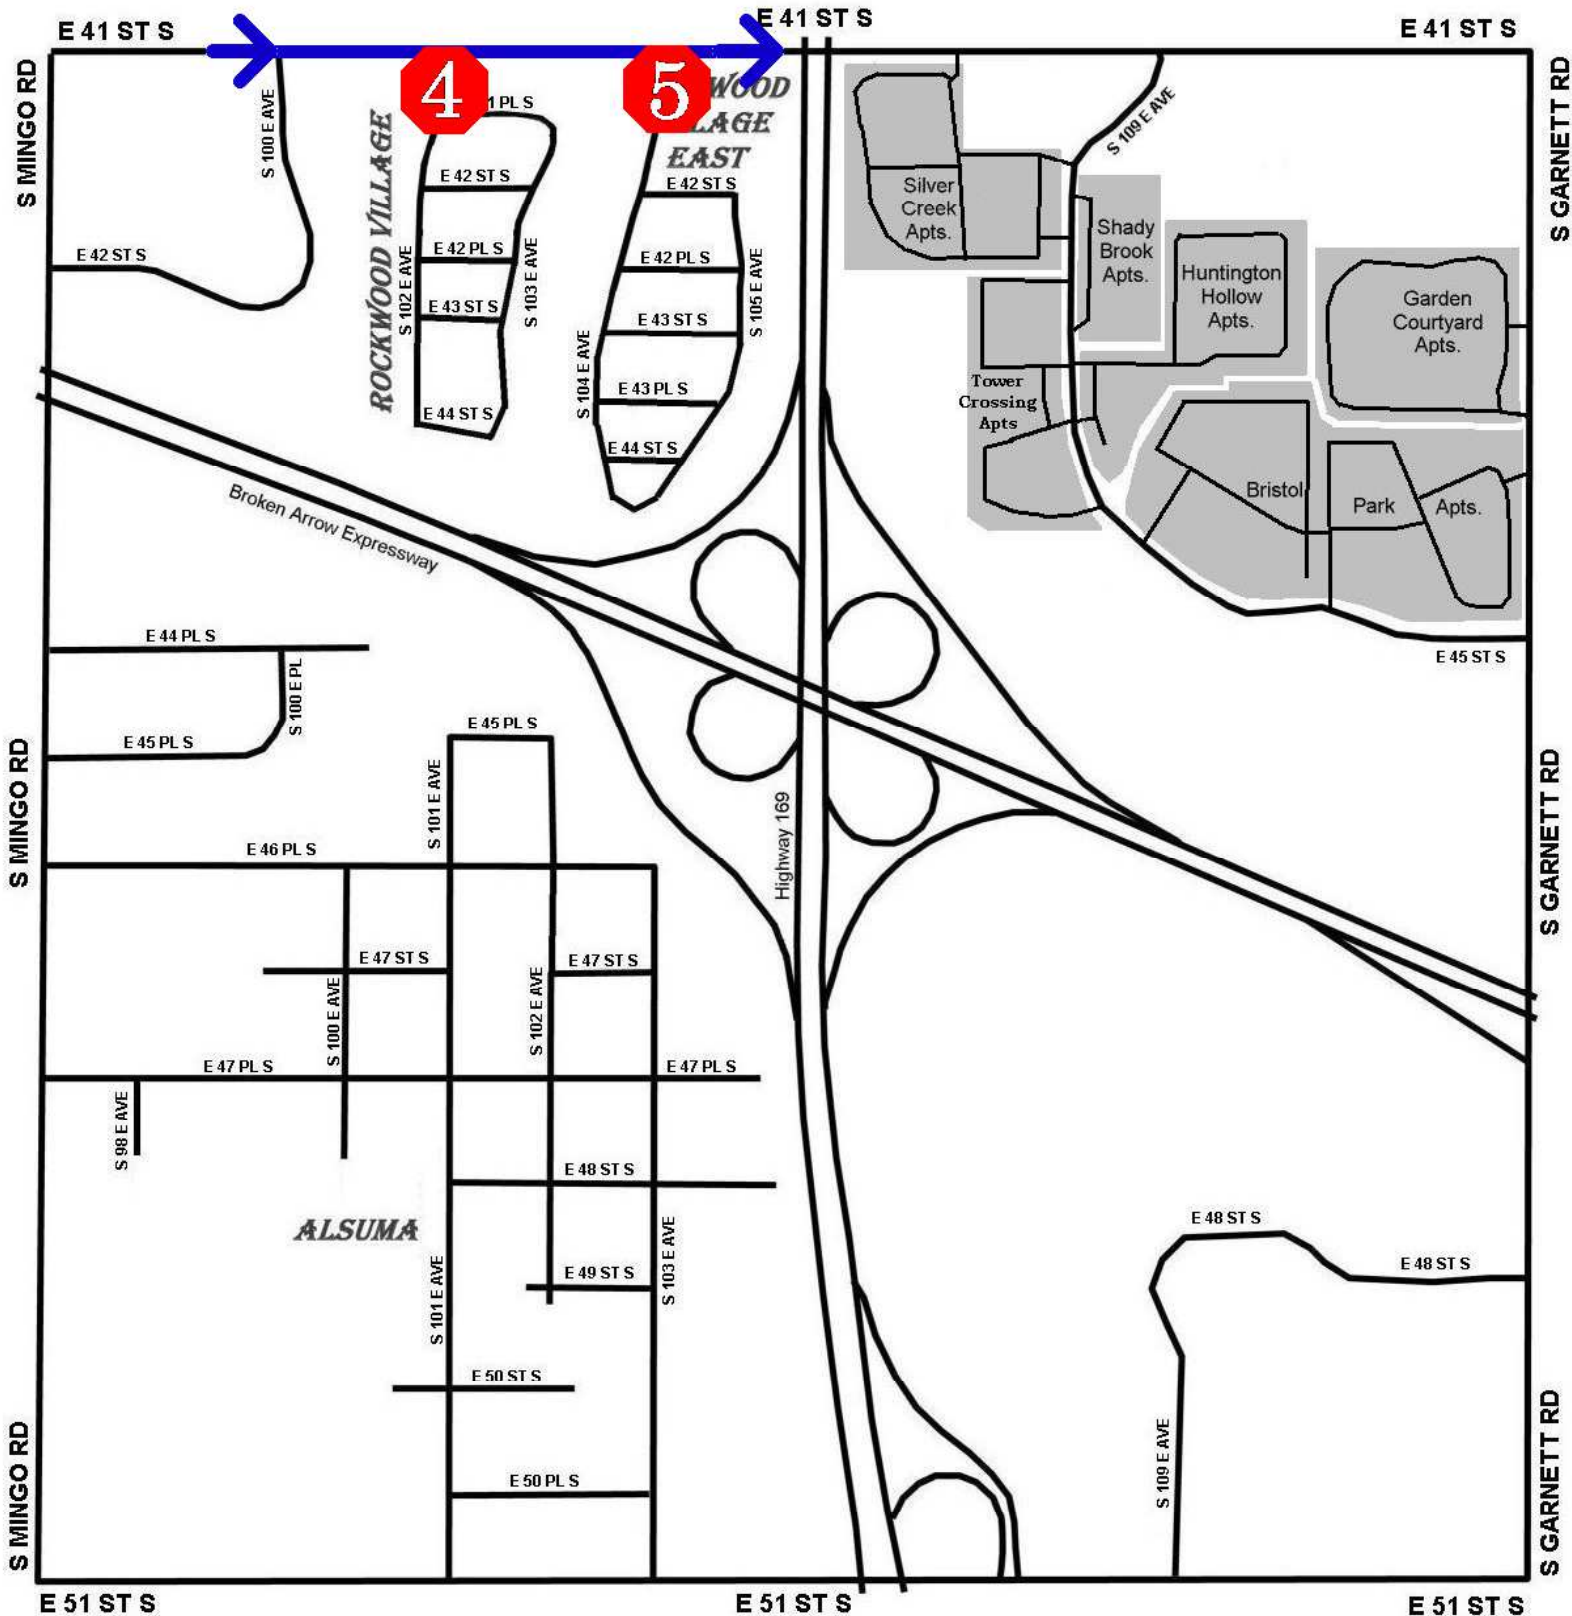 E 41 ST S
E 41 ST S
E 41 ST S
S MINGO RD
S GARNETT RD
S 100 E AVE
4
5
PL S
ROCKWOOD VILLAGE
WOOD
LAGE
EAST
S 109 E AVE
E 42 ST S
E 42 ST S
E 42 ST S
E 42 PL S
E 42 PL S
E 43 ST S
E 43 ST S
E 43 PL S
E 44 ST S
E 44 ST S
S 102 E AVE
S 103 E AVE
S 104 E AVE
S 105 E AVE
Silver
Creek
Apts.
Shady
Brook
Apts.
Huntington
Hollow
Apts.
Garden
Courtyard
Apts.
Tower
Crossing
Apts
Bristol
Park
Apts.
Broken Arrow Expressway
E 44 PL S
S 100 E PL
E 45 PL S
E 45 ST S
S MINGO RD
S GARNETT RD
E 45 PL S
S 101 E AVE
Highway 169
E 46 PL S
E 47 ST S
E 47 ST S
S 100 E AVE
S 102 E AVE
E 47 PL S
E 47 PL S
S 98 E AVE
E 48 ST S
ALSUMA
E 48 ST S
E 48 ST S
E 49 ST S
S 101 E AVE
S 103 E AVE
E 50 ST S
E 50 PL S
S 109 E AVE
S MINGO RD
S GARNETT RD
E 51 ST S
E 51 ST S
E 51 ST S